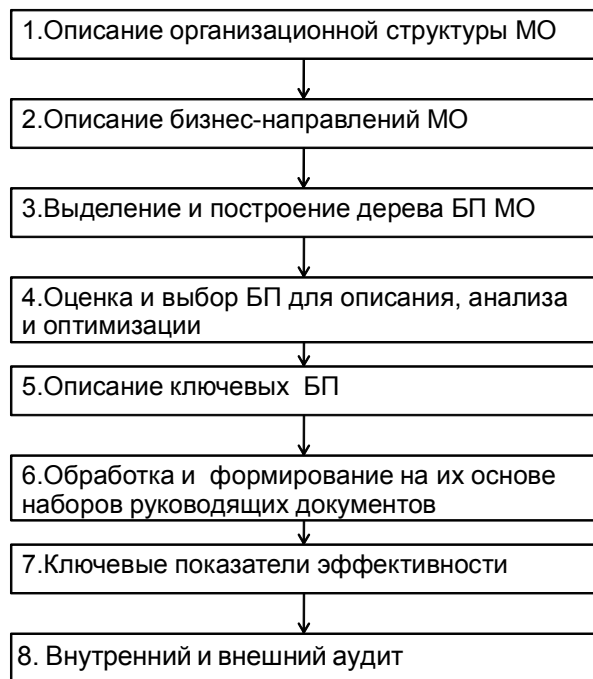 1.Описание организационной структуры МО
2.Описание бизнес-направлений МО
3.Выделение и построение дерева БП МО
4.Оценка и выбор БП для описания, анализа
и оптимизации
5.Описание ключевых БП
6.Обработка и формирование на их основе
наборов руководящих документов
7.Ключевые показатели эффективности
8. Внутренний и внешний аудит